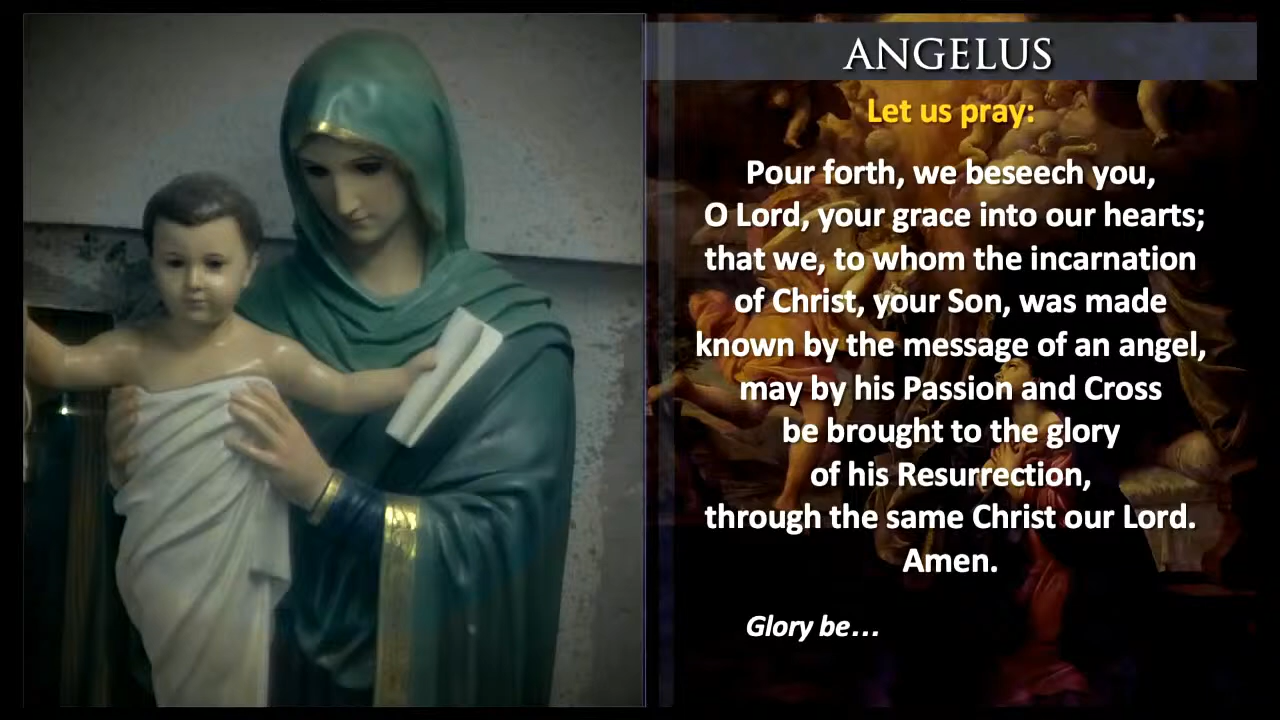 ANGELUS
Let us pray:
Pour forth, we beseech you,
O Lord, your grace into our hearts;
that we, to whom the incarnation
of Christ, your Son, was made
known by the message of an angel,
may by his Passion and Cross
be brought to the glory
of his Resurrection,
through the same Christ our Lord.
Amen.
Glory be…